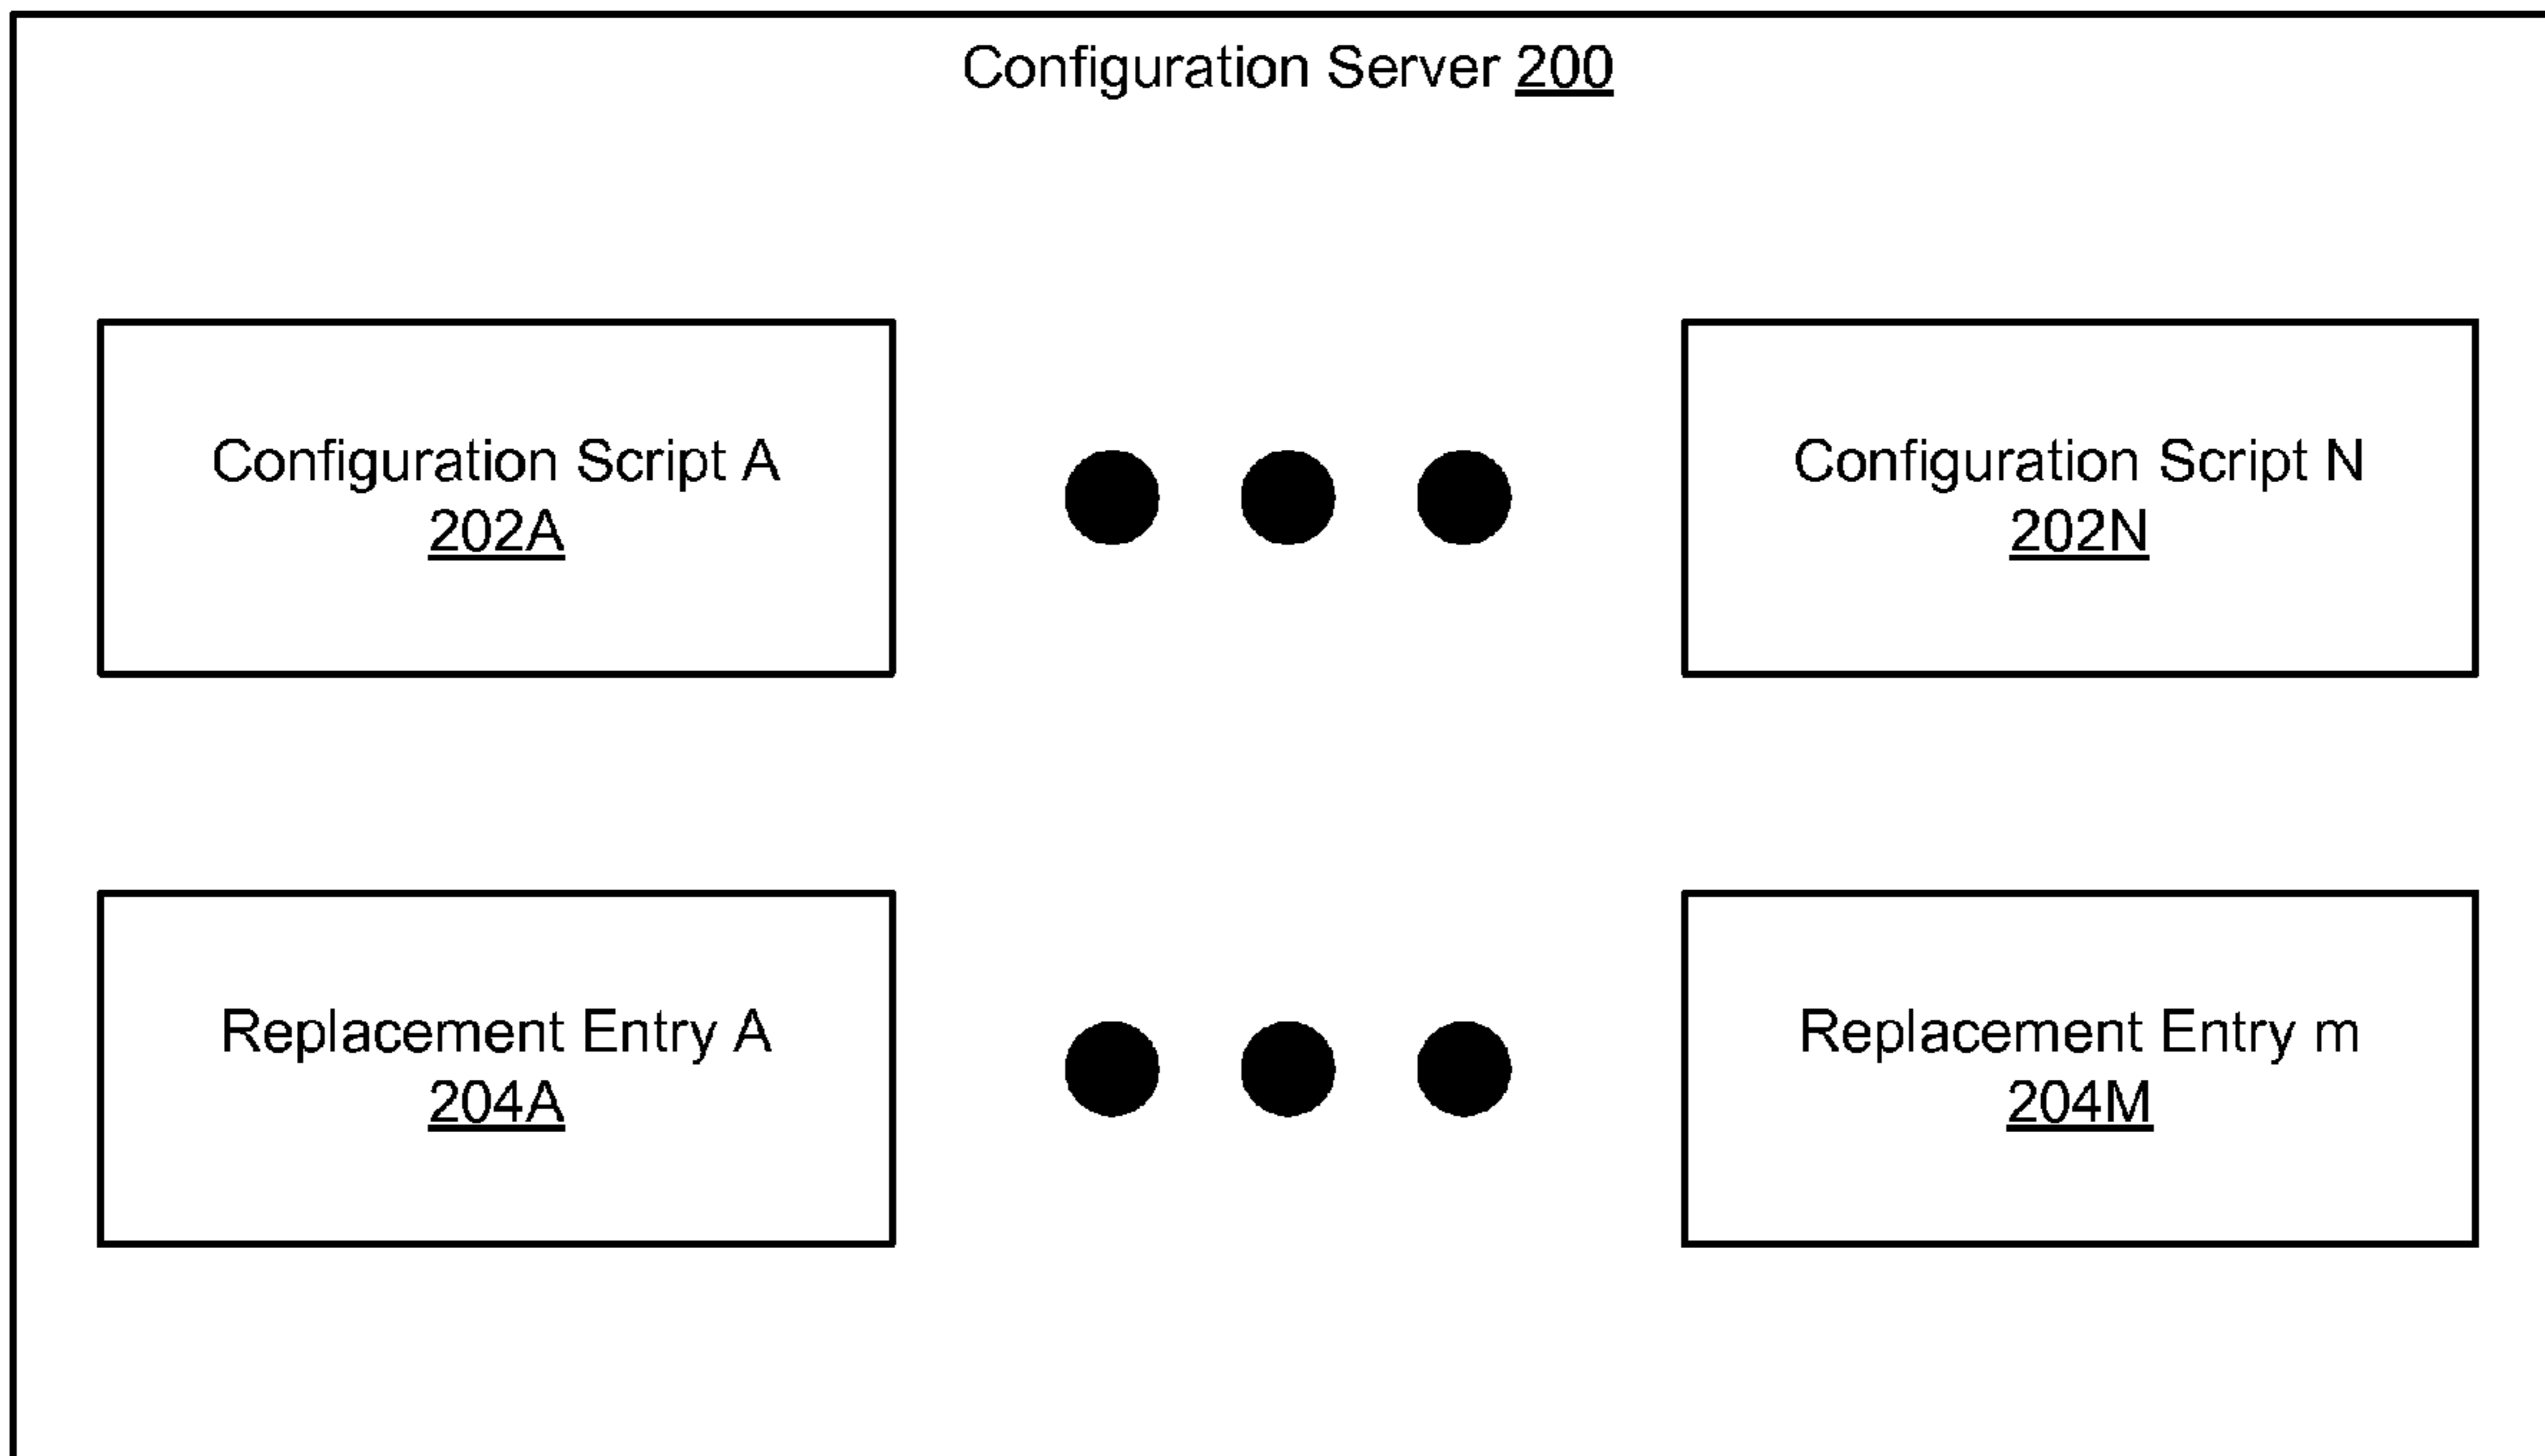 Configuration Server 200
Configuration Script A
202A
Configuration Script N
202N
Replacement Entry A
204A
Replacement Entry m
204M